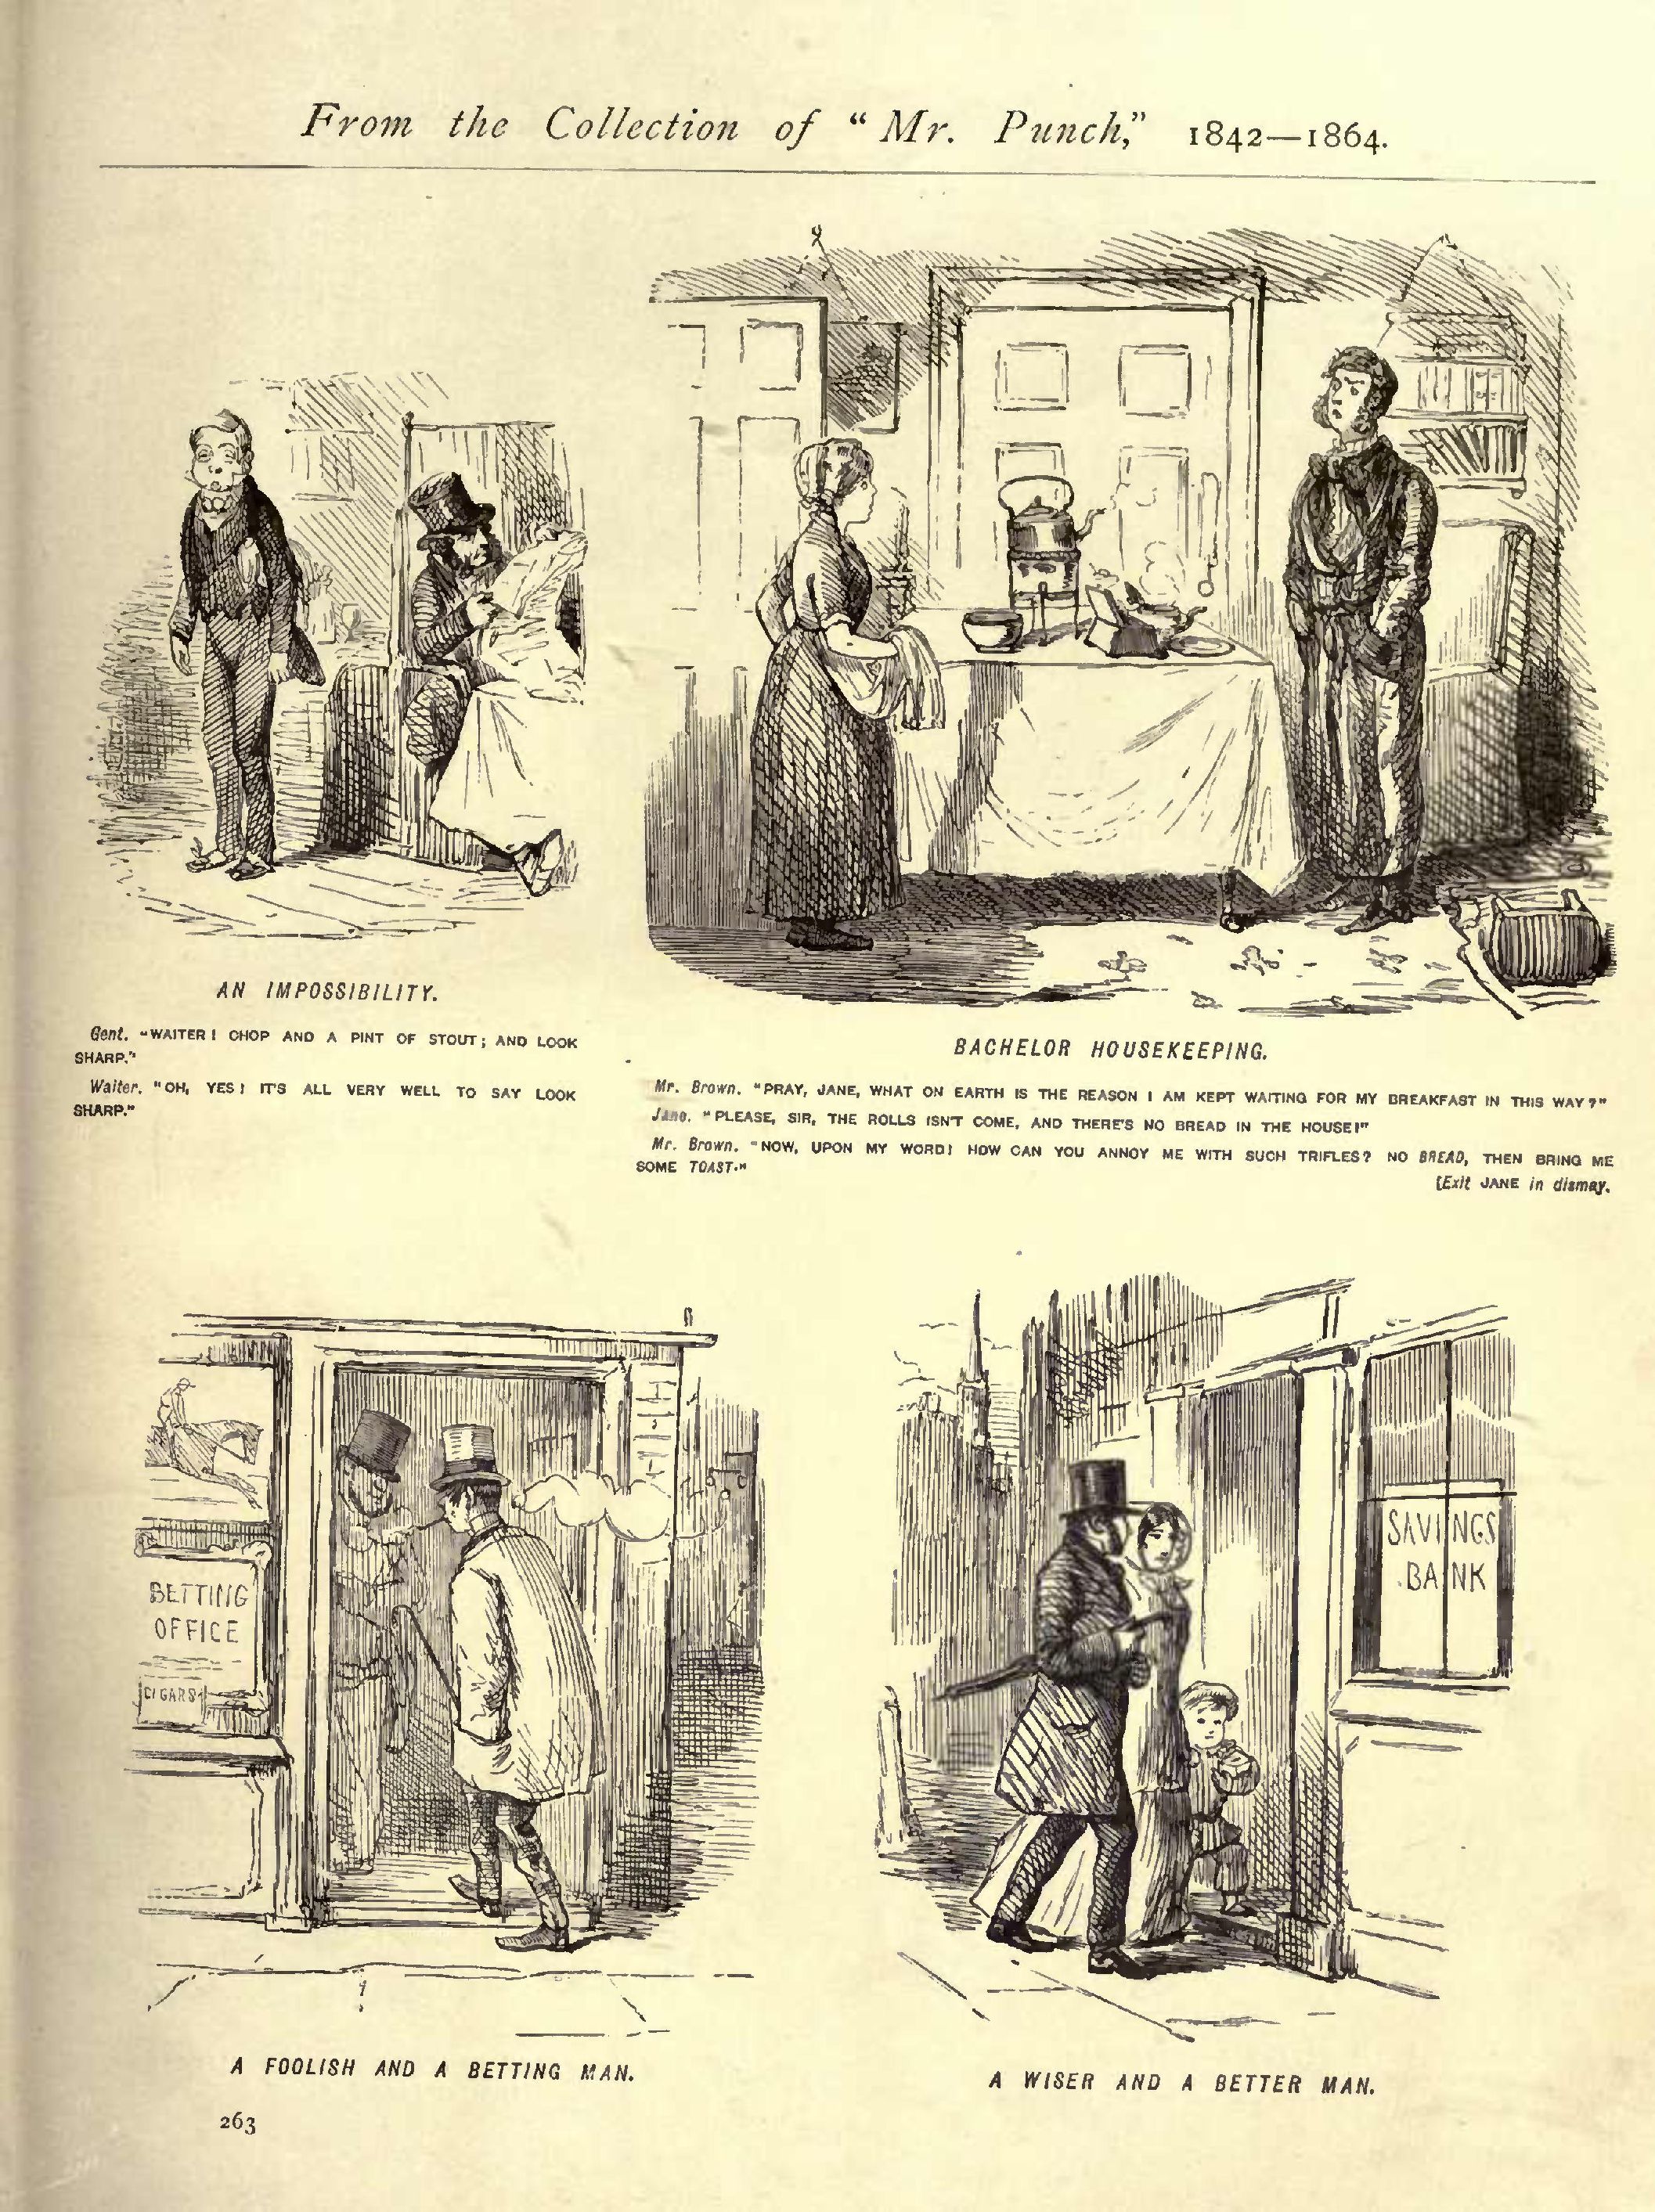 From the Collection of “Mr. Punch,” 1842—1864.
AN IMPOSSIBILITY.
Gent. “WAITER! CHOP AND A PINT OF STOUT; AND LOOK
SHARP.”
Waiter. “OH, YES! IT'S ALL VERY WELL TO SAY LOOK
SHARP.”
BACHELOR HOUSEKEEPING.
Mr. Brown. “PRAY, JANE, WHAT ON EARTH IS THE REASON I AM KEPT WAITING FOR MY BREAKFAST IN THIS WAY?”
Jane. “PLEASE, SIR, THE ROLLS ISN'T COME, AND THERE'S NO BREAD IN THE HOUSE!”
Mr. Brown. “NOW, UPON MY WORD! HOW CAN YOU ANNOY ME WITH SUCH TRIFLES? NO BREAD, THEN BRING ME
SOME TOAST.”
[Exit JANE in dismay.
BETTING
OFFICE
CIGARS
SAVINGS
BANK
A FOOLISH AND A BETTING MAN.
A WISER AND A BETTER MAN.
263